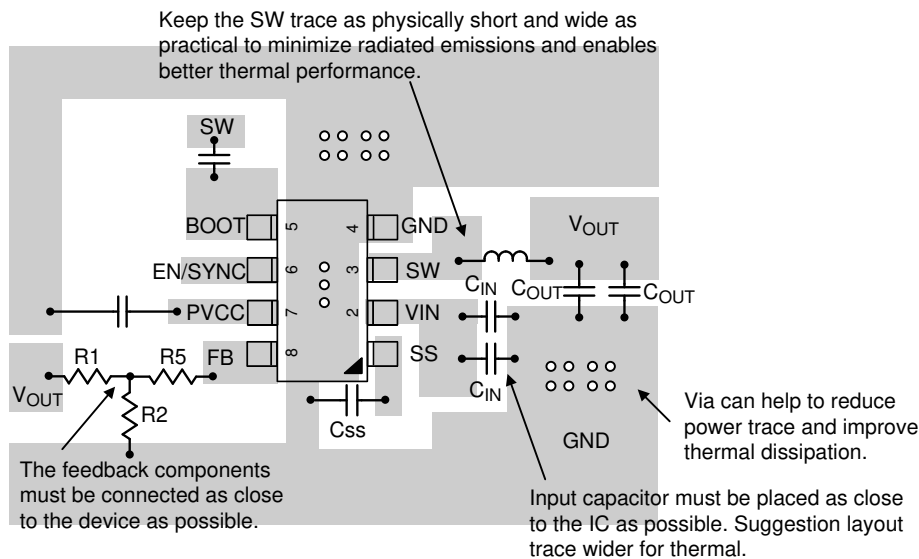 Keep the SW trace as physically short and wide as
practical to minimize radiated emissions and enables
better thermal performance.
SW
BOOT
5
4
GND
VOUT
EN/SYNC
6
3
SW
CIN
COUT
COUT
PVCC
7
2
VIN
R1
R5
FB
8
SS
VOUT
R2
CIN
Css
GND
Via can help to reduce
power trace and improve
thermal dissipation.
The feedback components
must be connected as close
to the device as possible.
Input capacitor must be placed as close
to the IC as possible. Suggestion layout
trace wider for thermal.